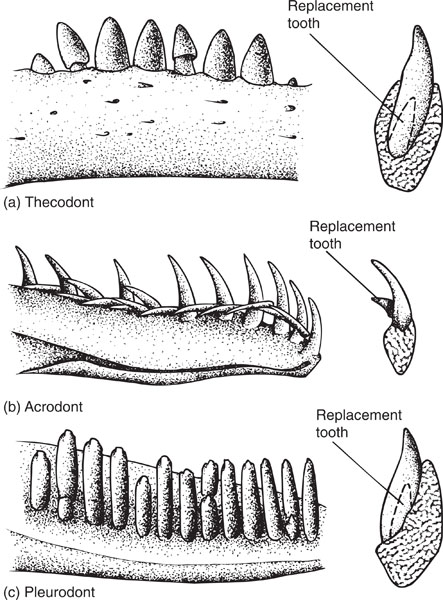 Replacement
tooth
(a) Thecodont
Replacement
tooth
(b) Acrodont
Replacement
tooth
(c) Pleurodont